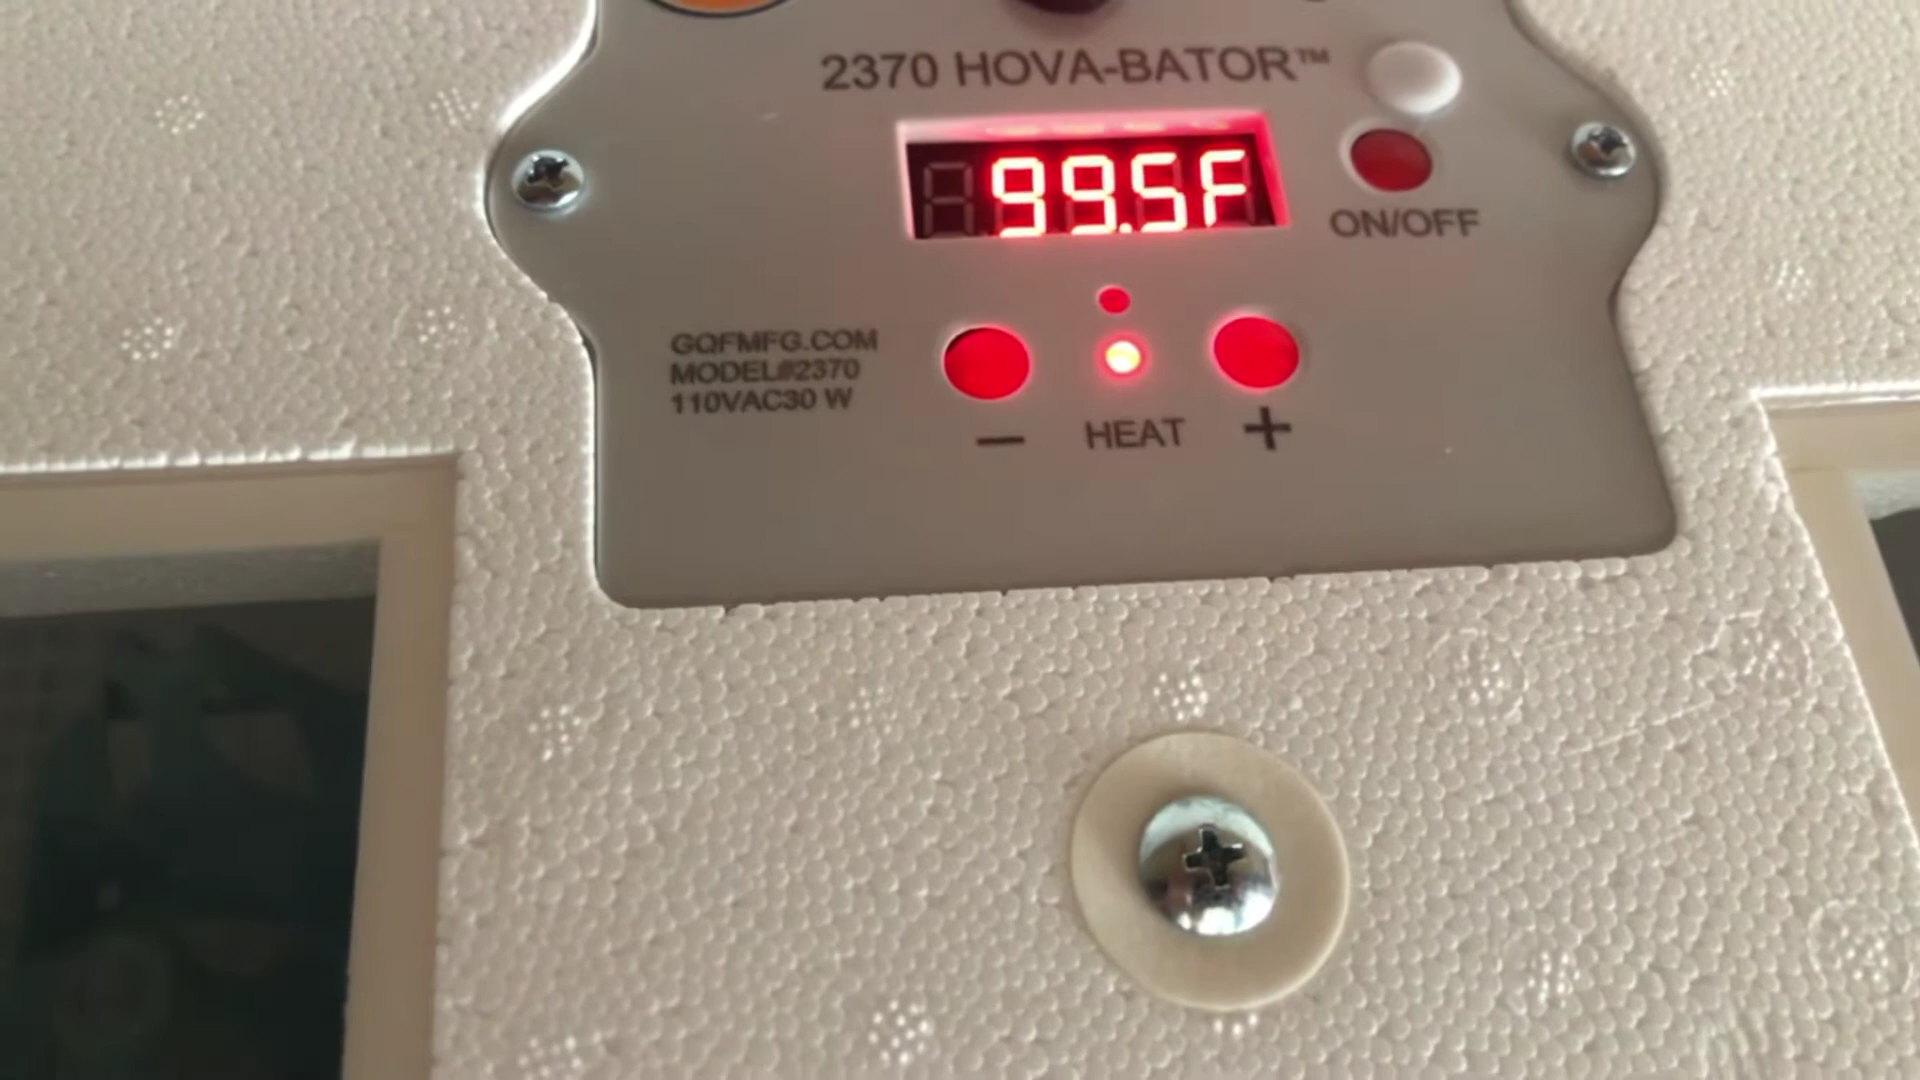 2370 HOVA-BATOR™
99.5F
ON/OFF
GQFMFG.COM
MODEL#2370
110VAC30 W
− HEAT +